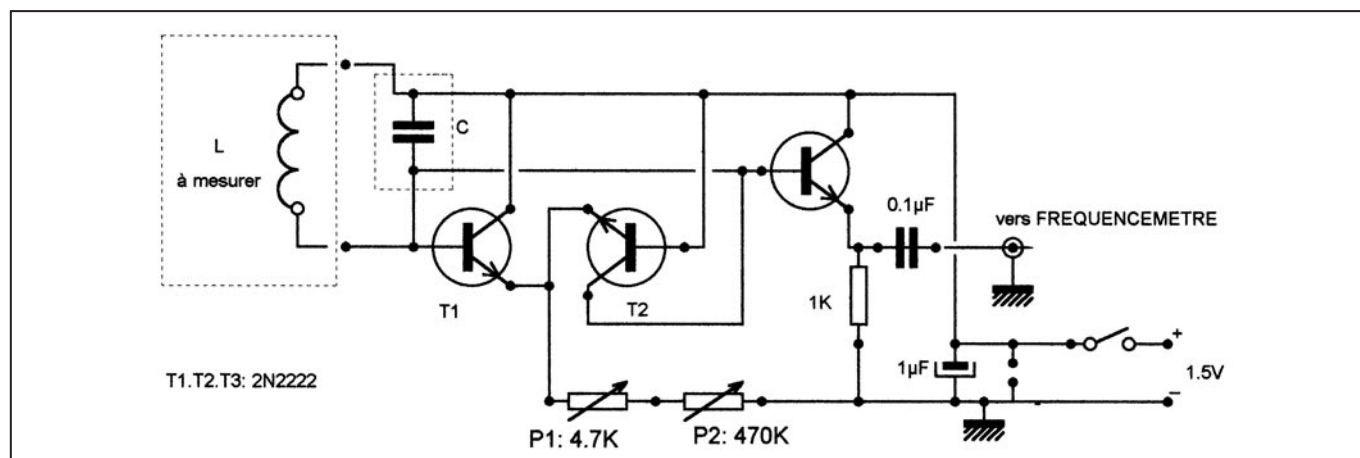 L
à mesurer
C
T1
T2
0.1µF
vers FREQUENCEMETRE
1K
1µF
+
1.5V
–
-
T1.T2.T3: 2N2222
P1: 4.7K
P2: 470K